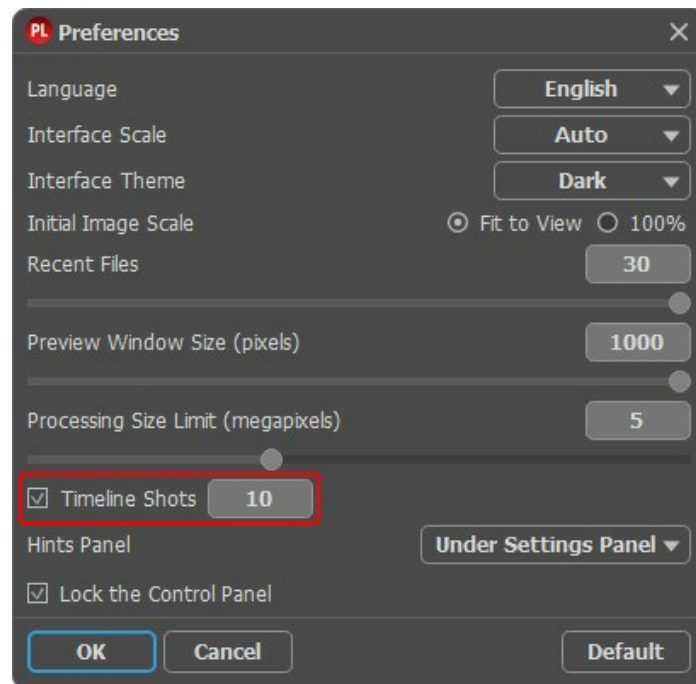 PL Preferences
Language English
Interface Scale Auto
Interface Theme Dark
Initial Image Scale Fit to View 100%
Recent Files 30
Preview Window Size (pixels) 1000
Processing Size Limit (megapixels) 5
Timeline Shots 10
Hints Panel Under Settings Panel
Lock the Control Panel
OK Cancel Default